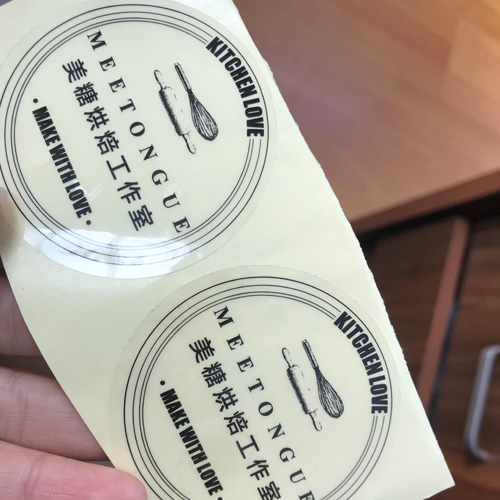 KITCHEN LOVE
MEETONGUE
美糖烘焙工作室
· MAKE WITH LOVE ·
KITCHEN LOVE
MEETONGUE
美糖烘焙工作室
· MAKE WITH LOVE ·